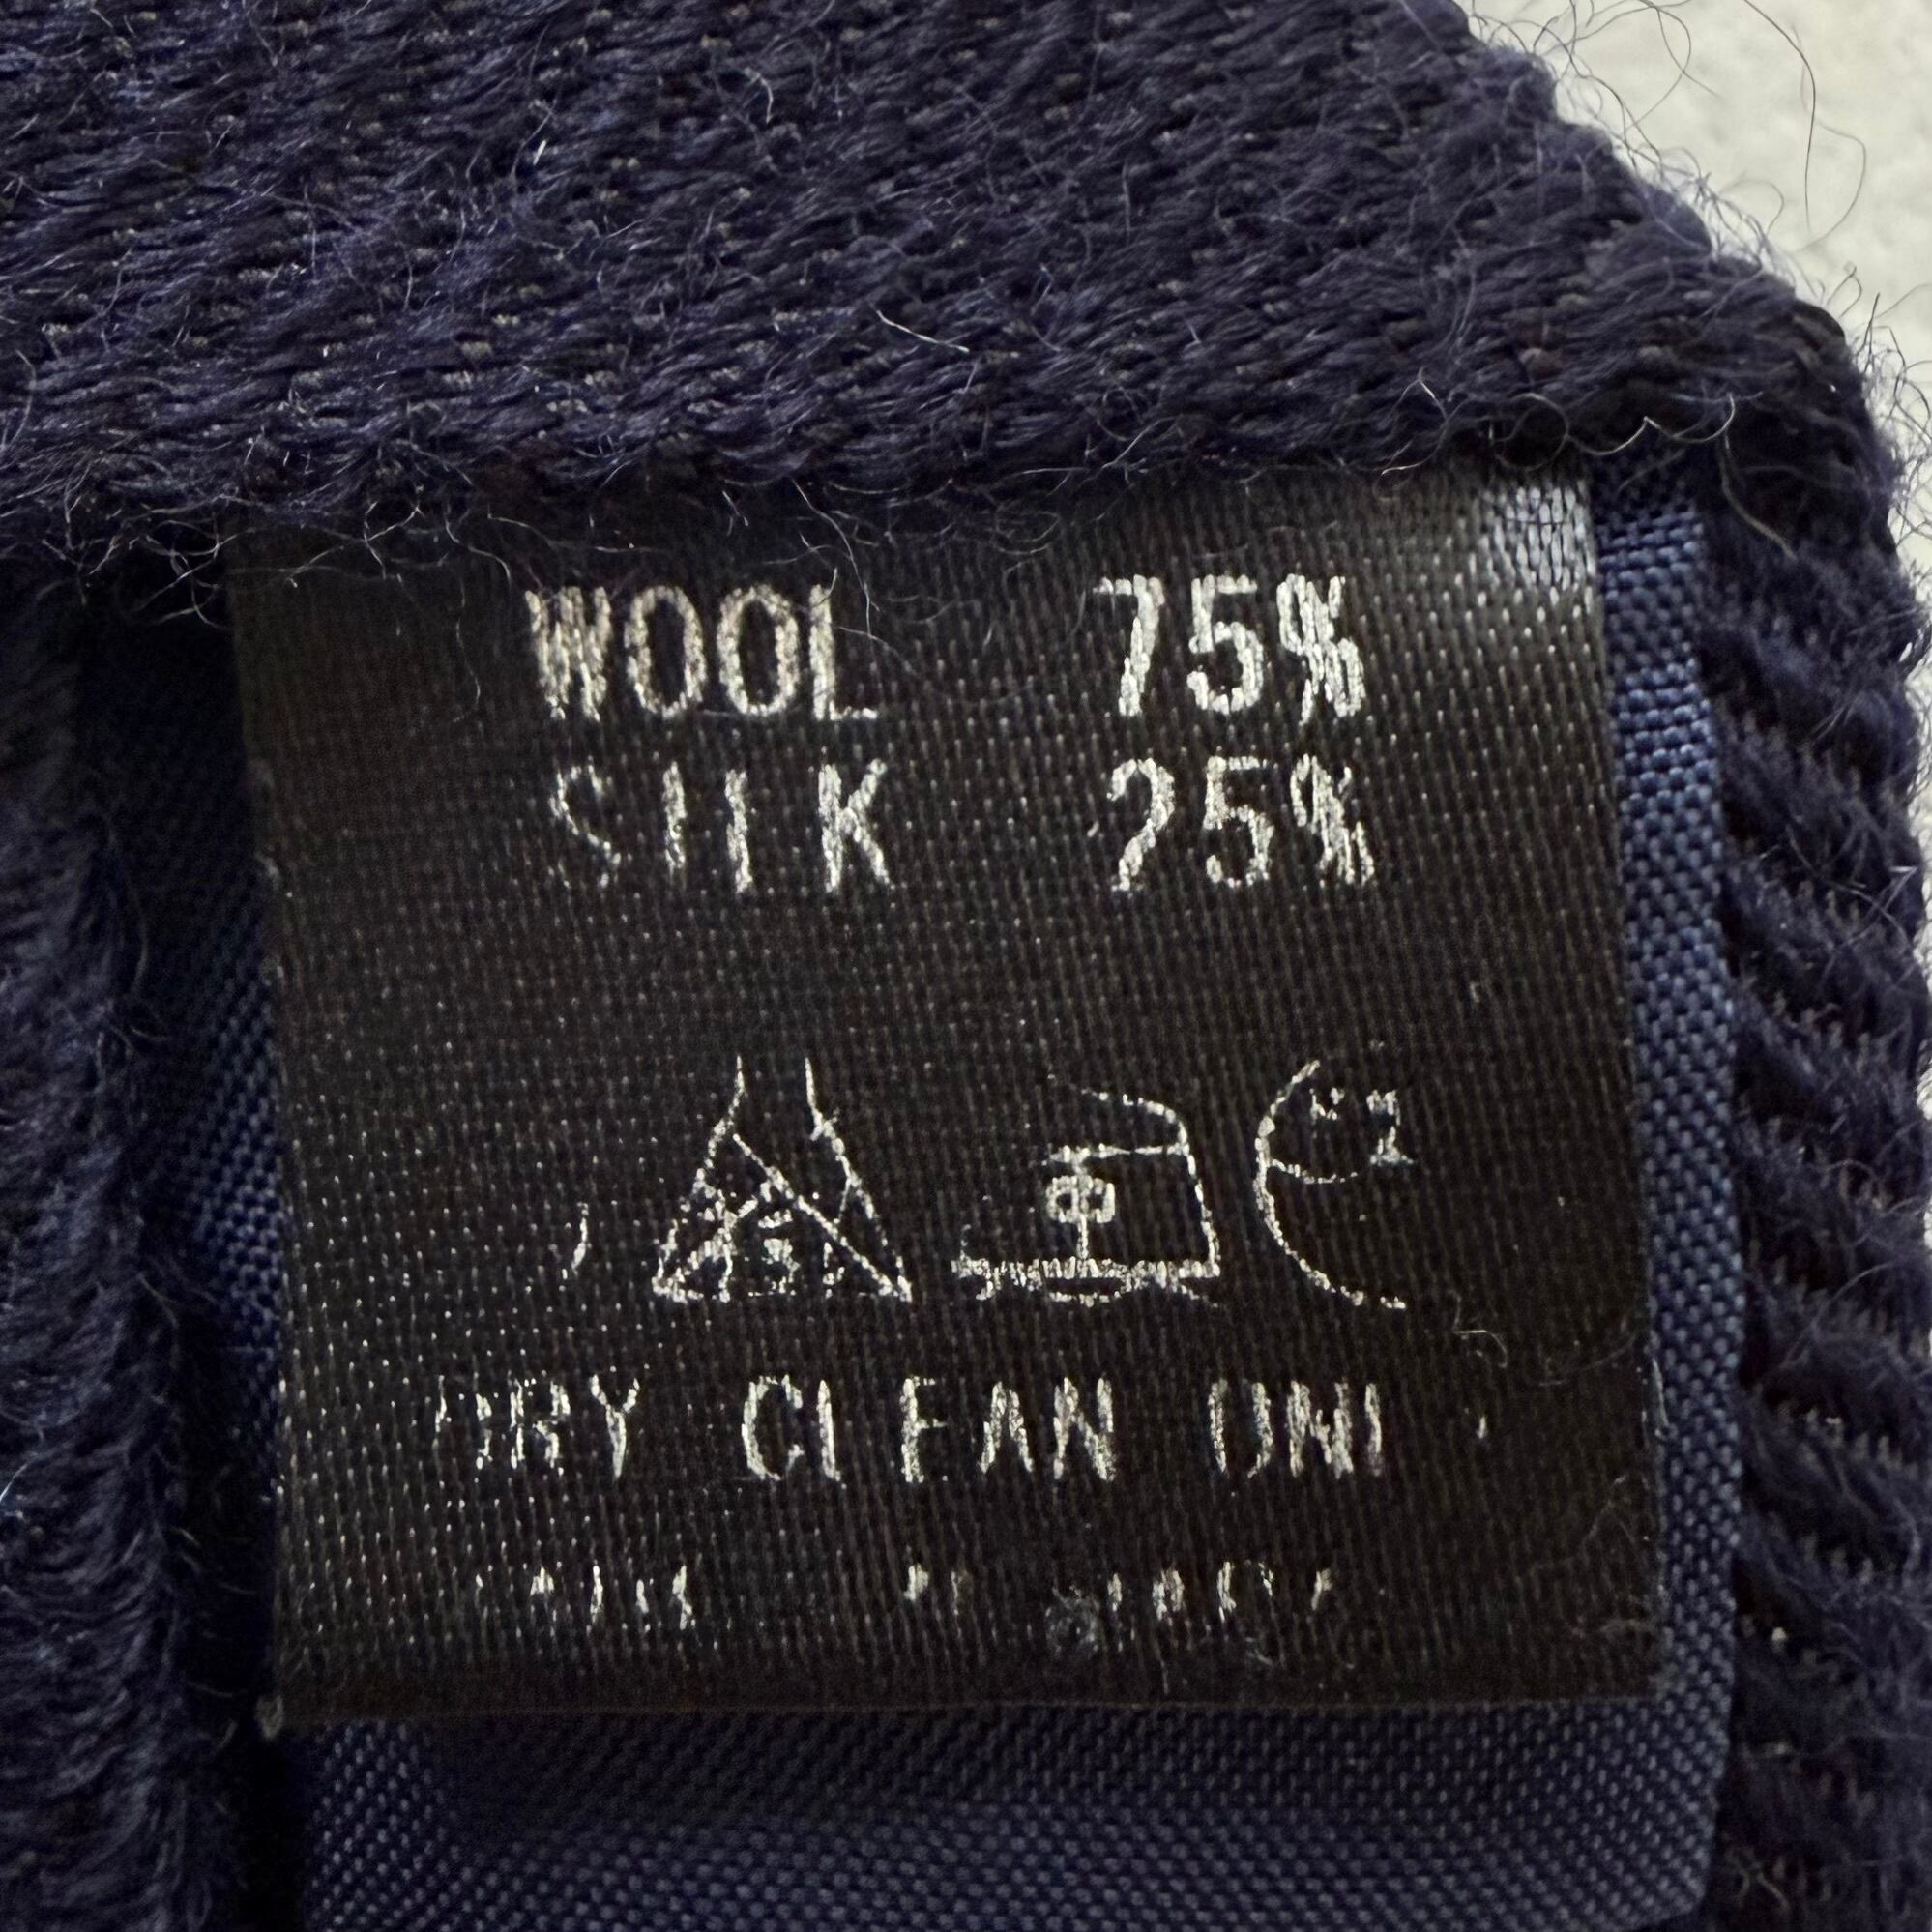 WOOL 75%
SILK 25%
DRY CLEAN ONLY